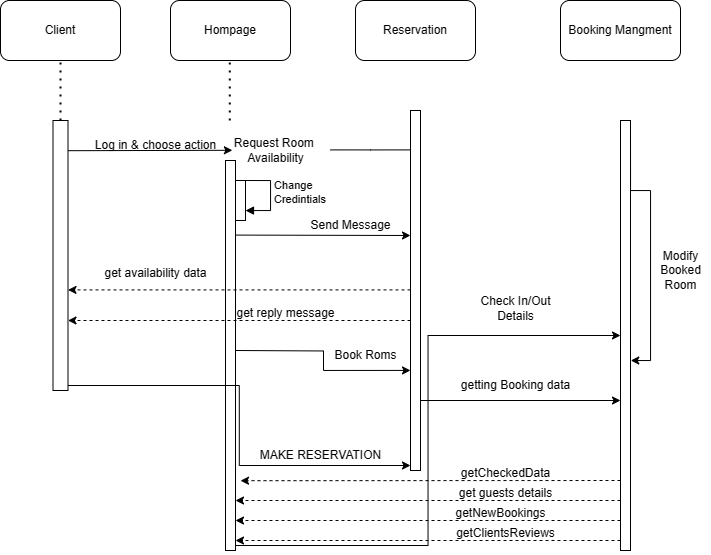 Client
Hompage
Reservation
Booking Mangment
Log in & choose action
Request Room
Availability
Change
Credintials
Send Message
get availability data
get reply message
Modify
Booked
Room
Check In/Out
Details
Book Roms
getting Booking data
MAKE RESERVATION
getCheckedData
get guests details
getNewBookings
getClientsReviews